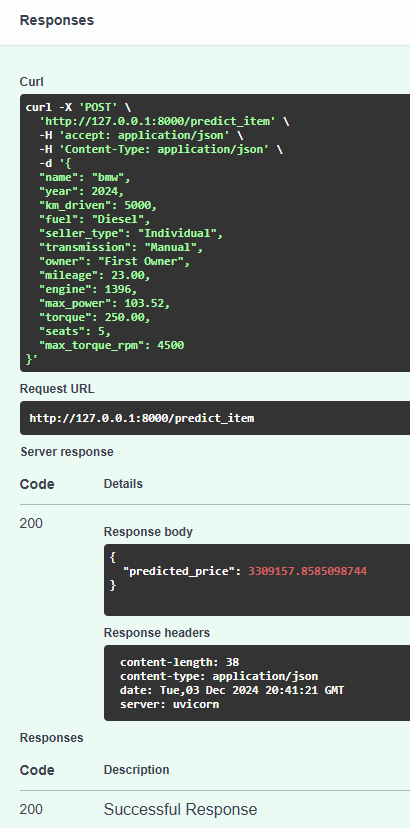 Responses
Curl
curl -X 'POST' \
  'http://127.0.0.1:8000/predict_item' \
  -H 'accept: application/json' \
  -H 'Content-Type: application/json' \
  -d '{
  "name": "bmw",
  "year": 2024,
  "km_driven": 5000,
  "fuel": "Diesel",
  "seller_type": "Individual",
  "transmission": "Manual",
  "owner": "First Owner",
  "mileage": 23.00,
  "engine": 1396,
  "max_power": 103.52,
  "torque": 250.00,
  "seats": 5,
  "max_torque_rpm": 4500
}'
Request URL
http://127.0.0.1:8000/predict_item
Server response
Code Details
200
Response body
{
  "predicted_price": 3309157.8585098744
}
Response headers
content-length: 38
content-type: application/json
date: Tue,03 Dec 2024 20:41:21 GMT
server: uvicorn
Responses
Code Description
200 Successful Response